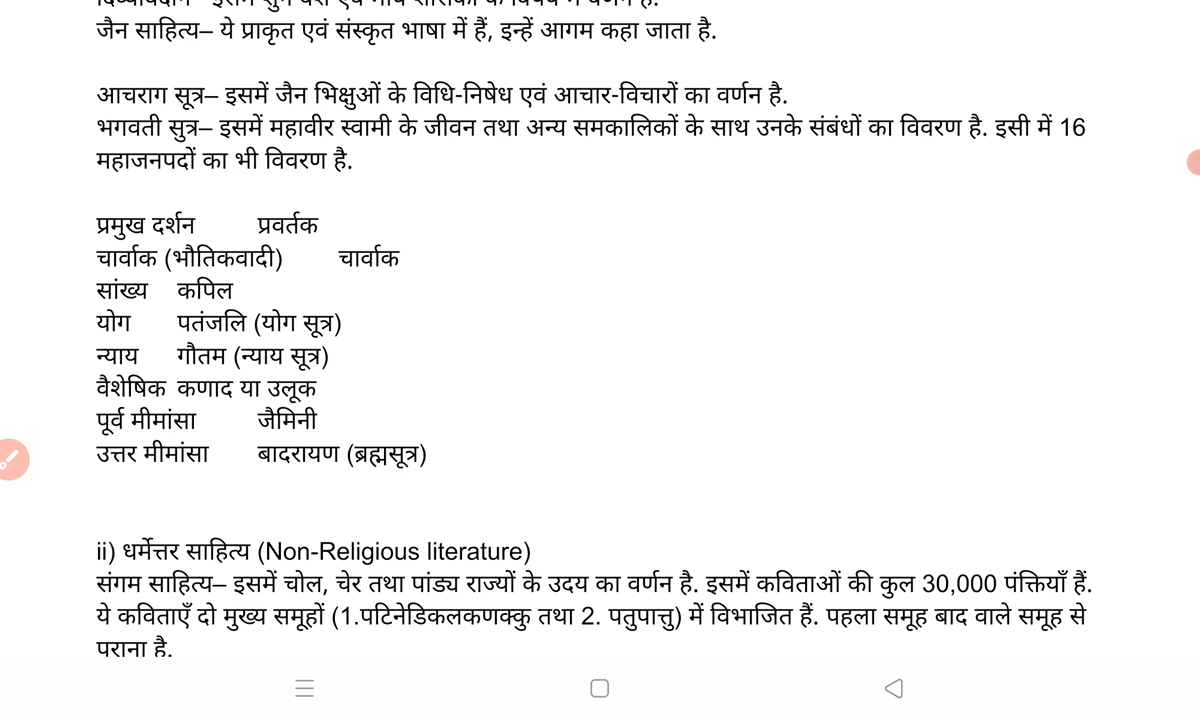 जैन साहित्य– ये प्राकृत एवं संस्कृत भाषा में हैं, इन्हें आगम कहा जाता है.
आचराग सूत्र– इसमें जैन भिक्षुओं के विधि-निषेध एवं आचार-विचारों का वर्णन है.
भगवती सुत्र– इसमें महावीर स्वामी के जीवन तथा अन्य समकालिकों के साथ उनके संबंधों का विवरण है. इसी में 16
महाजनपदों का भी विवरण है.
प्रमुख दर्शन प्रवर्तक
चार्वाक (भौतिकवादी) चार्वाक
सांख्य कपिल
योग पतंजलि (योग सूत्र)
न्याय गौतम (न्याय सूत्र)
वैशेषिक कणाद या उलूक
पूर्व मीमांसा जैमिनी
उत्तर मीमांसा बादरायण (ब्रह्मसूत्र)
ii) धर्मेत्तर साहित्य (Non-Religious literature)
संगम साहित्य– इसमें चोल, चेर तथा पांड्य राज्यों के उदय का वर्णन है. इसमें कविताओं की कुल 30,000 पंक्तियाँ हैं.
ये कविताएँ दो मुख्य समूहों (1.पटिनेडिकलकणक्कु तथा 2. पतुपात्तु) में विभाजित हैं. पहला समूह बाद वाले समूह से
पुराना है.